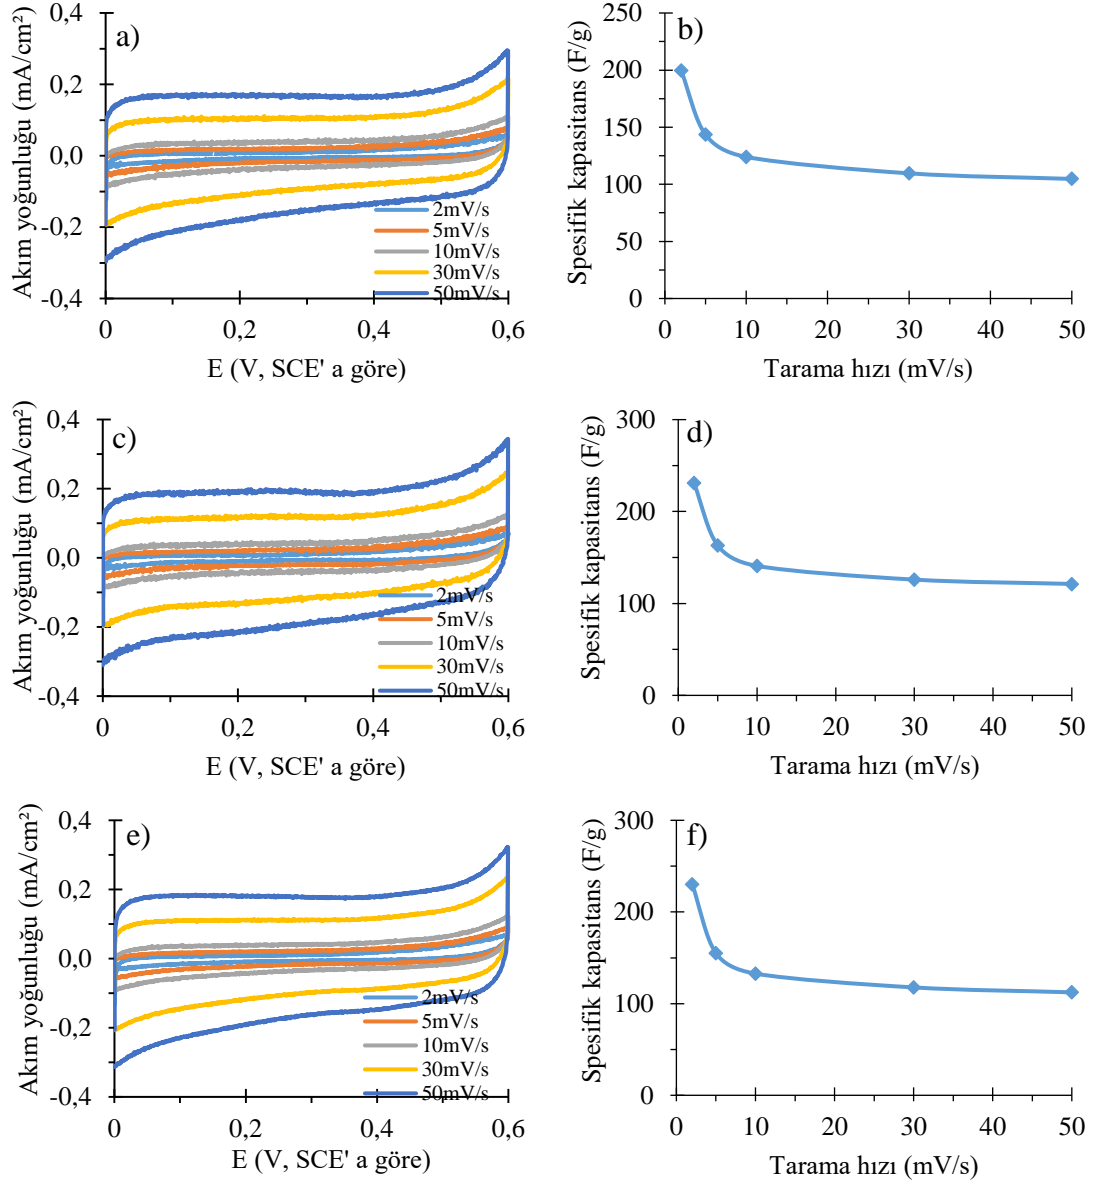 a)
Akım yoğunluğu (mA/cm²)
0,4
0,2
0,0
-0,2
-0,4
2mV/s
5mV/s
10mV/s
30mV/s
50mV/s
0
0,2
0,4
0,6
E (V, SCE' a göre)
b)
Spesifik kapasitans (F/g)
250
200
150
100
50
0
0
10
20
30
40
50
Tarama hızı (mV/s)
c)
Akım yoğunluğu (mA/cm²)
0,4
0,2
0,0
-0,2
-0,4
2mV/s
5mV/s
10mV/s
30mV/s
50mV/s
0
0,2
0,4
0,6
E (V, SCE' a göre)
d)
Spesifik kapasitans (F/g)
300
200
100
0
0
10
20
30
40
50
Tarama hızı (mV/s)
e)
Akım yoğunluğu (mA/cm²)
0,4
0,2
0,0
-0,2
-0,4
2mV/s
5mV/s
10mV/s
30mV/s
50mV/s
0
0,2
0,4
0,6
E (V, SCE' a göre)
f)
Spesifik kapasitans (F/g)
300
200
100
0
0
10
20
30
40
50
Tarama hızı (mV/s)